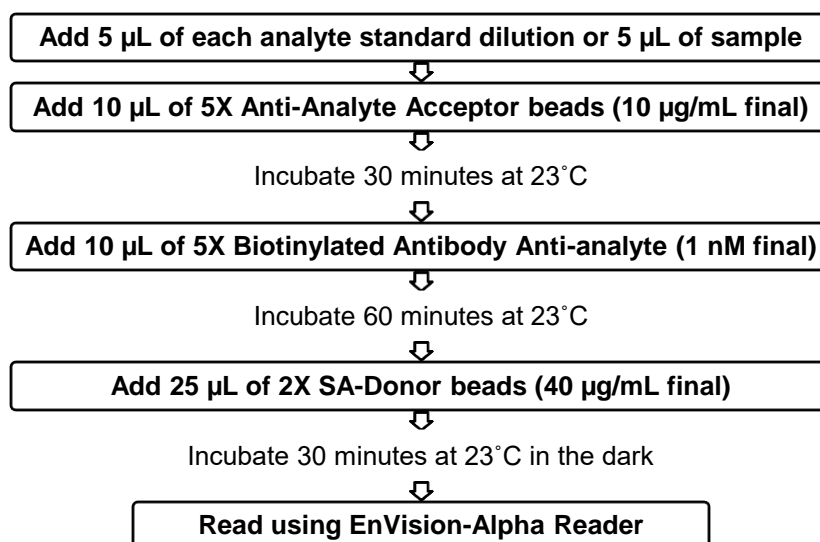 Add 5 µL of each analyte standard dilution or 5 µL of sample
Add 10 µL of 5X Anti-Analyte Acceptor beads (10 µg/mL final)
Incubate 30 minutes at 23˚C
Add 10 µL of 5X Biotinylated Antibody Anti-analyte (1 nM final)
Incubate 60 minutes at 23˚C
Add 25 µL of 2X SA-Donor beads (40 µg/mL final)
Incubate 30 minutes at 23˚C in the dark
Read using EnVision-Alpha Reader